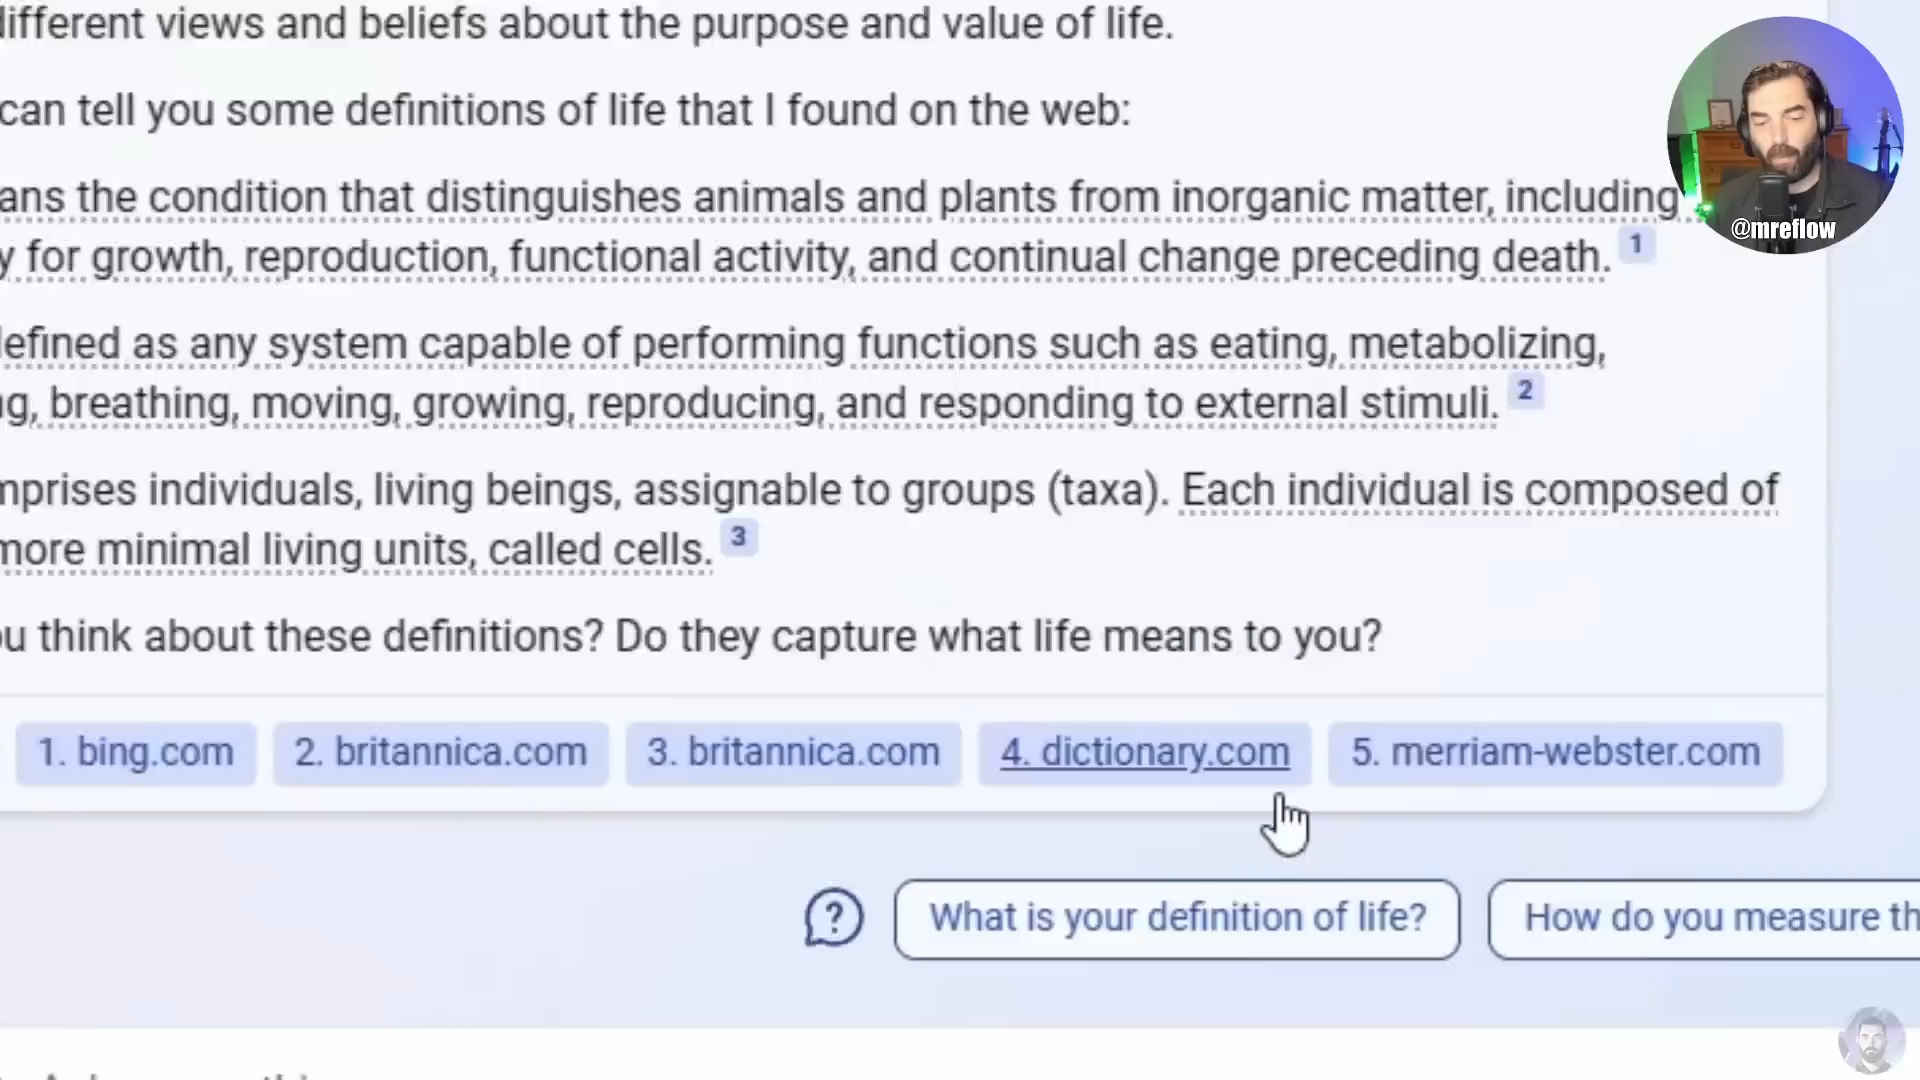 different views and beliefs about the purpose and value of life.
can tell you some definitions of life that I found on the web:
ans the condition that distinguishes animals and plants from inorganic matter, including
y for growth, reproduction, functional activity, and continual change preceding death. 1
efined as any system capable of performing functions such as eating, metabolizing,
ng, breathing, moving, growing, reproducing, and responding to external stimuli. 2
mprises individuals, living beings, assignable to groups (taxa). Each individual is composed of
more minimal living units, called cells. 3
ou think about these definitions? Do they capture what life means to you?
1. bing.com 2. britannica.com 3. britannica.com 4. dictionary.com 5. merriam-webster.com
What is your definition of life? How do you measure th
@mreflow